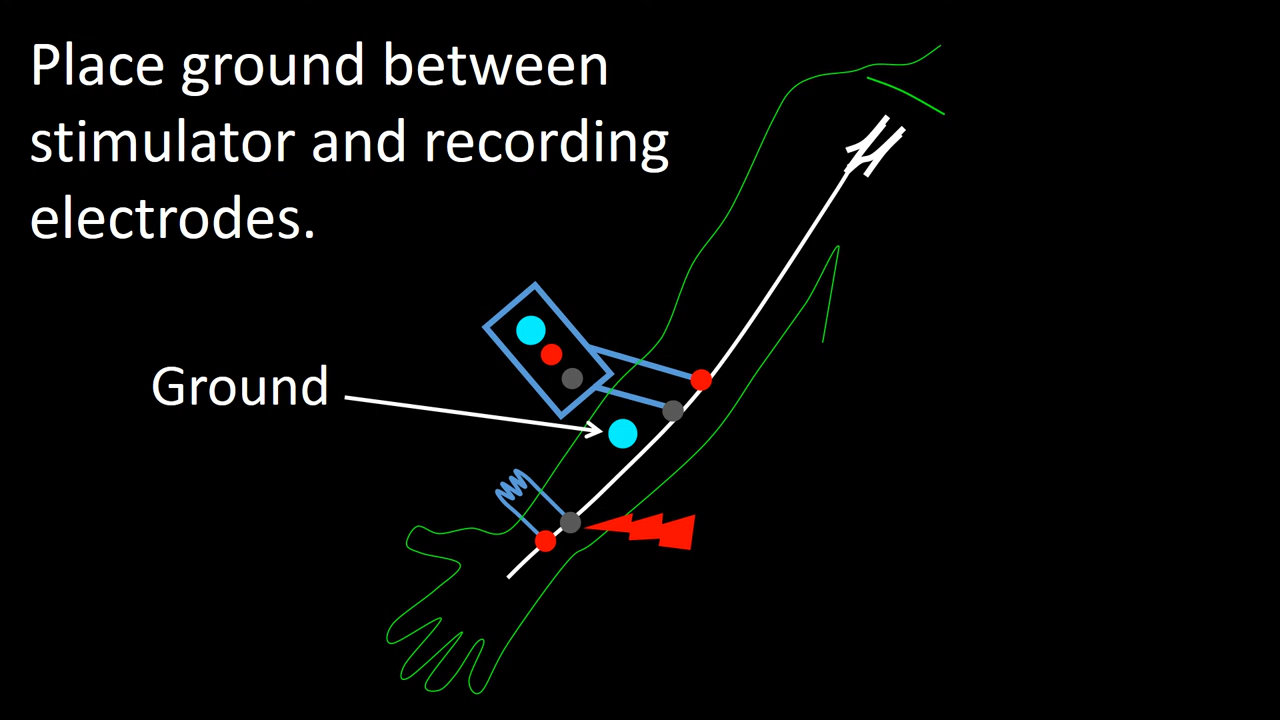 Place ground between
stimulator and recording
electrodes.
Ground